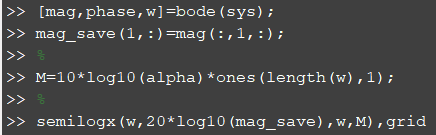 >> [mag,phase,w]=bode(sys);
>> mag_save(1,:)=mag(:,1,:);
>> %
>> M=10*log10(alpha)*ones(length(w),1);
>> %
>> semilogx(w,20*log10(mag_save),w,M),grid